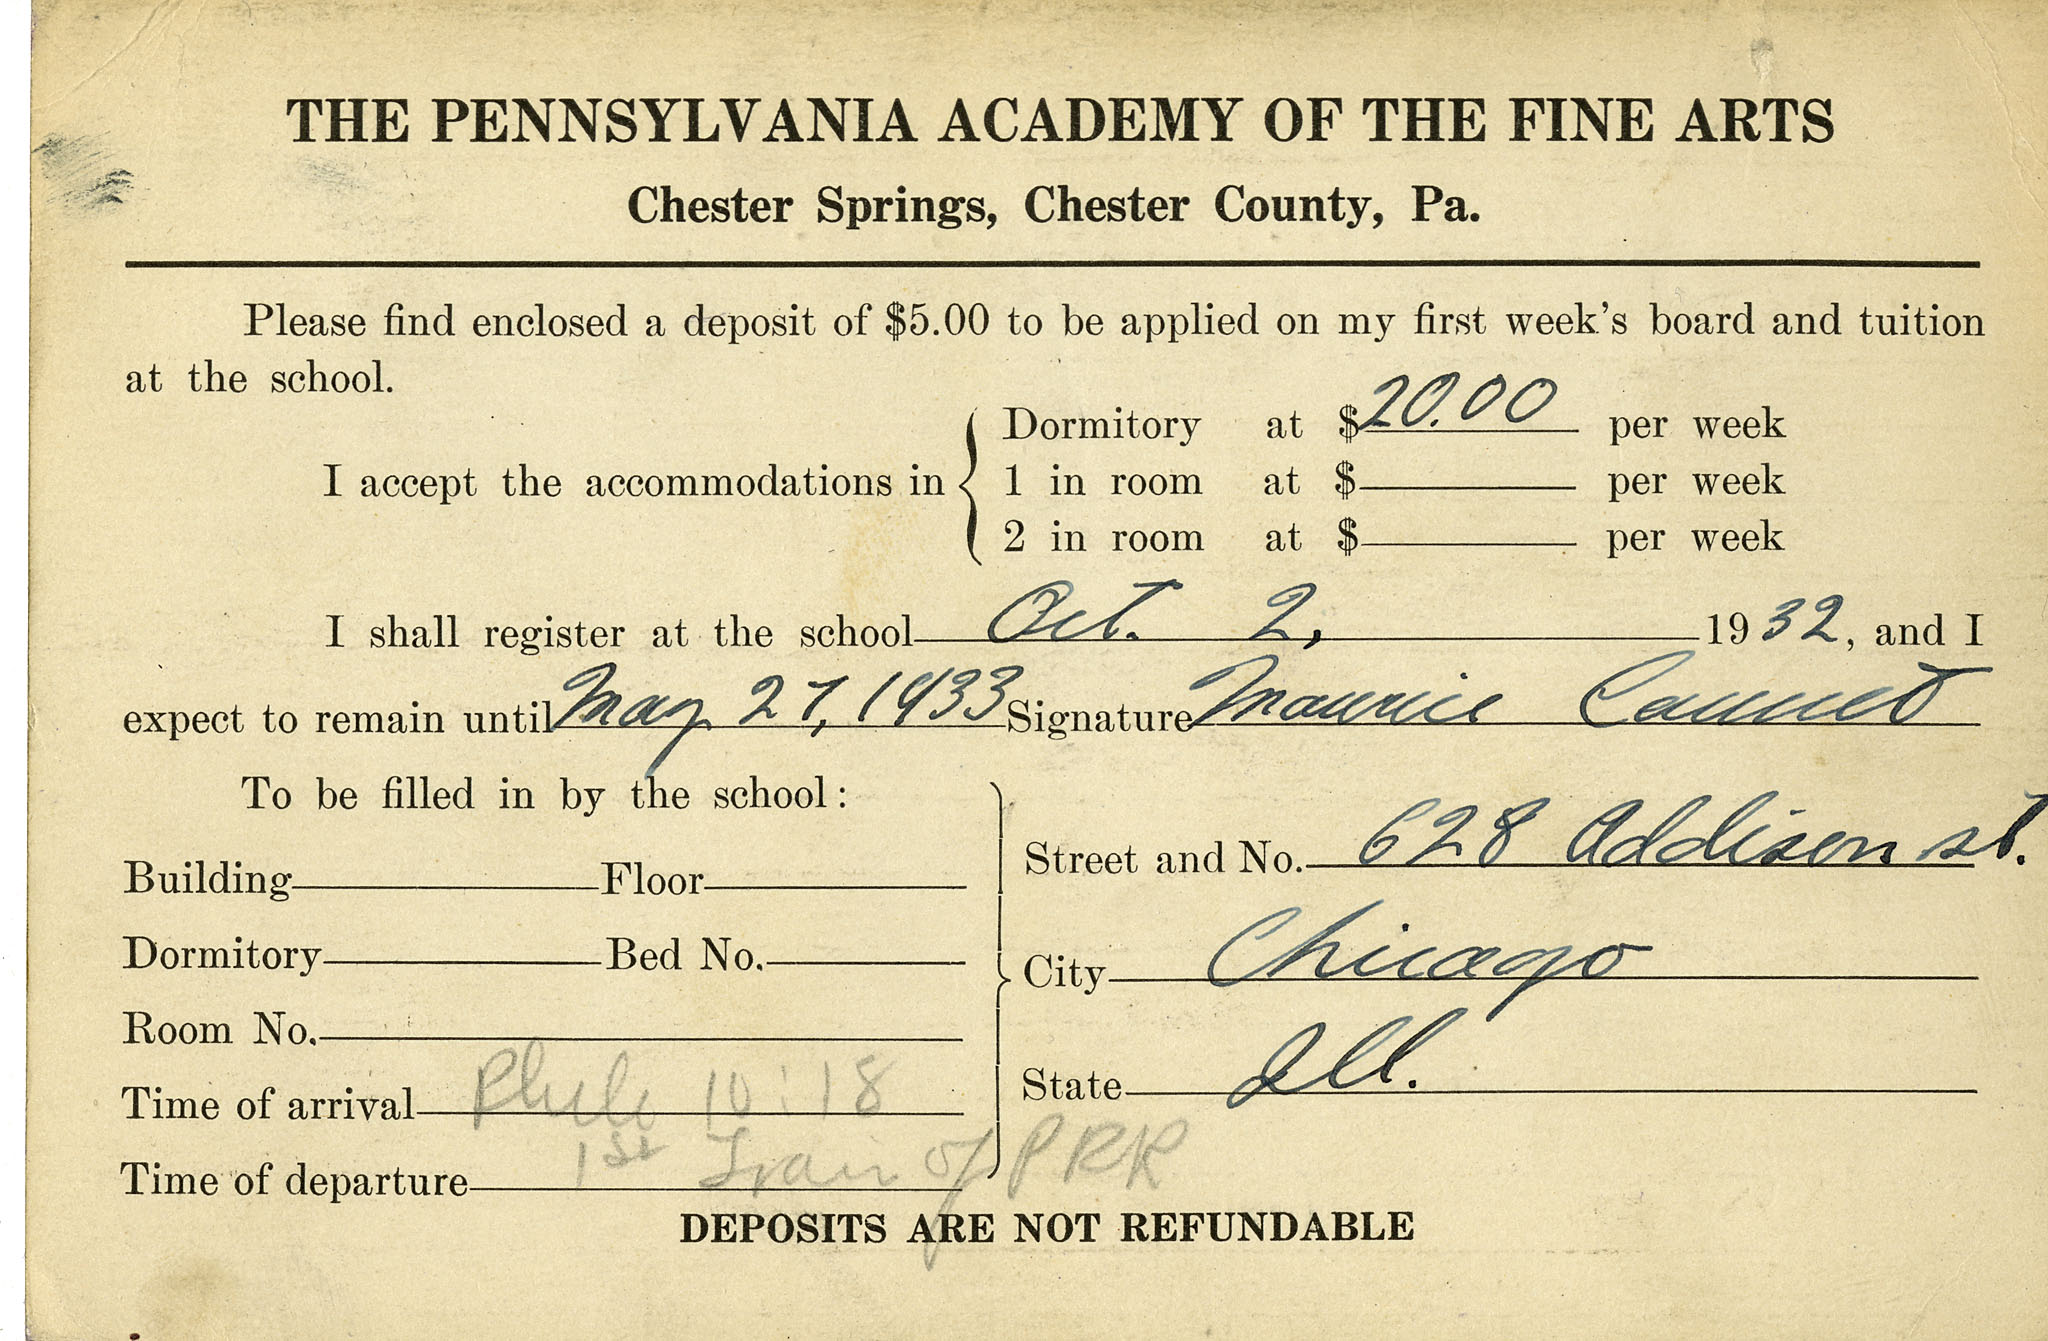 THE PENNSYLVANIA ACADEMY OF THE FINE ARTS
Chester Springs, Chester County, Pa.
Please find enclosed a deposit of $5.00 to be applied on my first week's board and tuition
at the school.
Dormitory at $20.00 per week
I accept the accommodations in 1 in room at $ per week
2 in room at $ per week
I shall register at the school Oct. 2, 1932, and I
expect to remain until May 27, 1933 Signature Maurice
To be filled in by the school:
Street and No. 628 Addison st.
Building Floor
Dormitory Bed No.
City Chicago
Room No.
State Ill.
Time of arrival Phila 10:18
1st Train of PRR
Time of departure
DEPOSITS ARE NOT REFUNDABLE